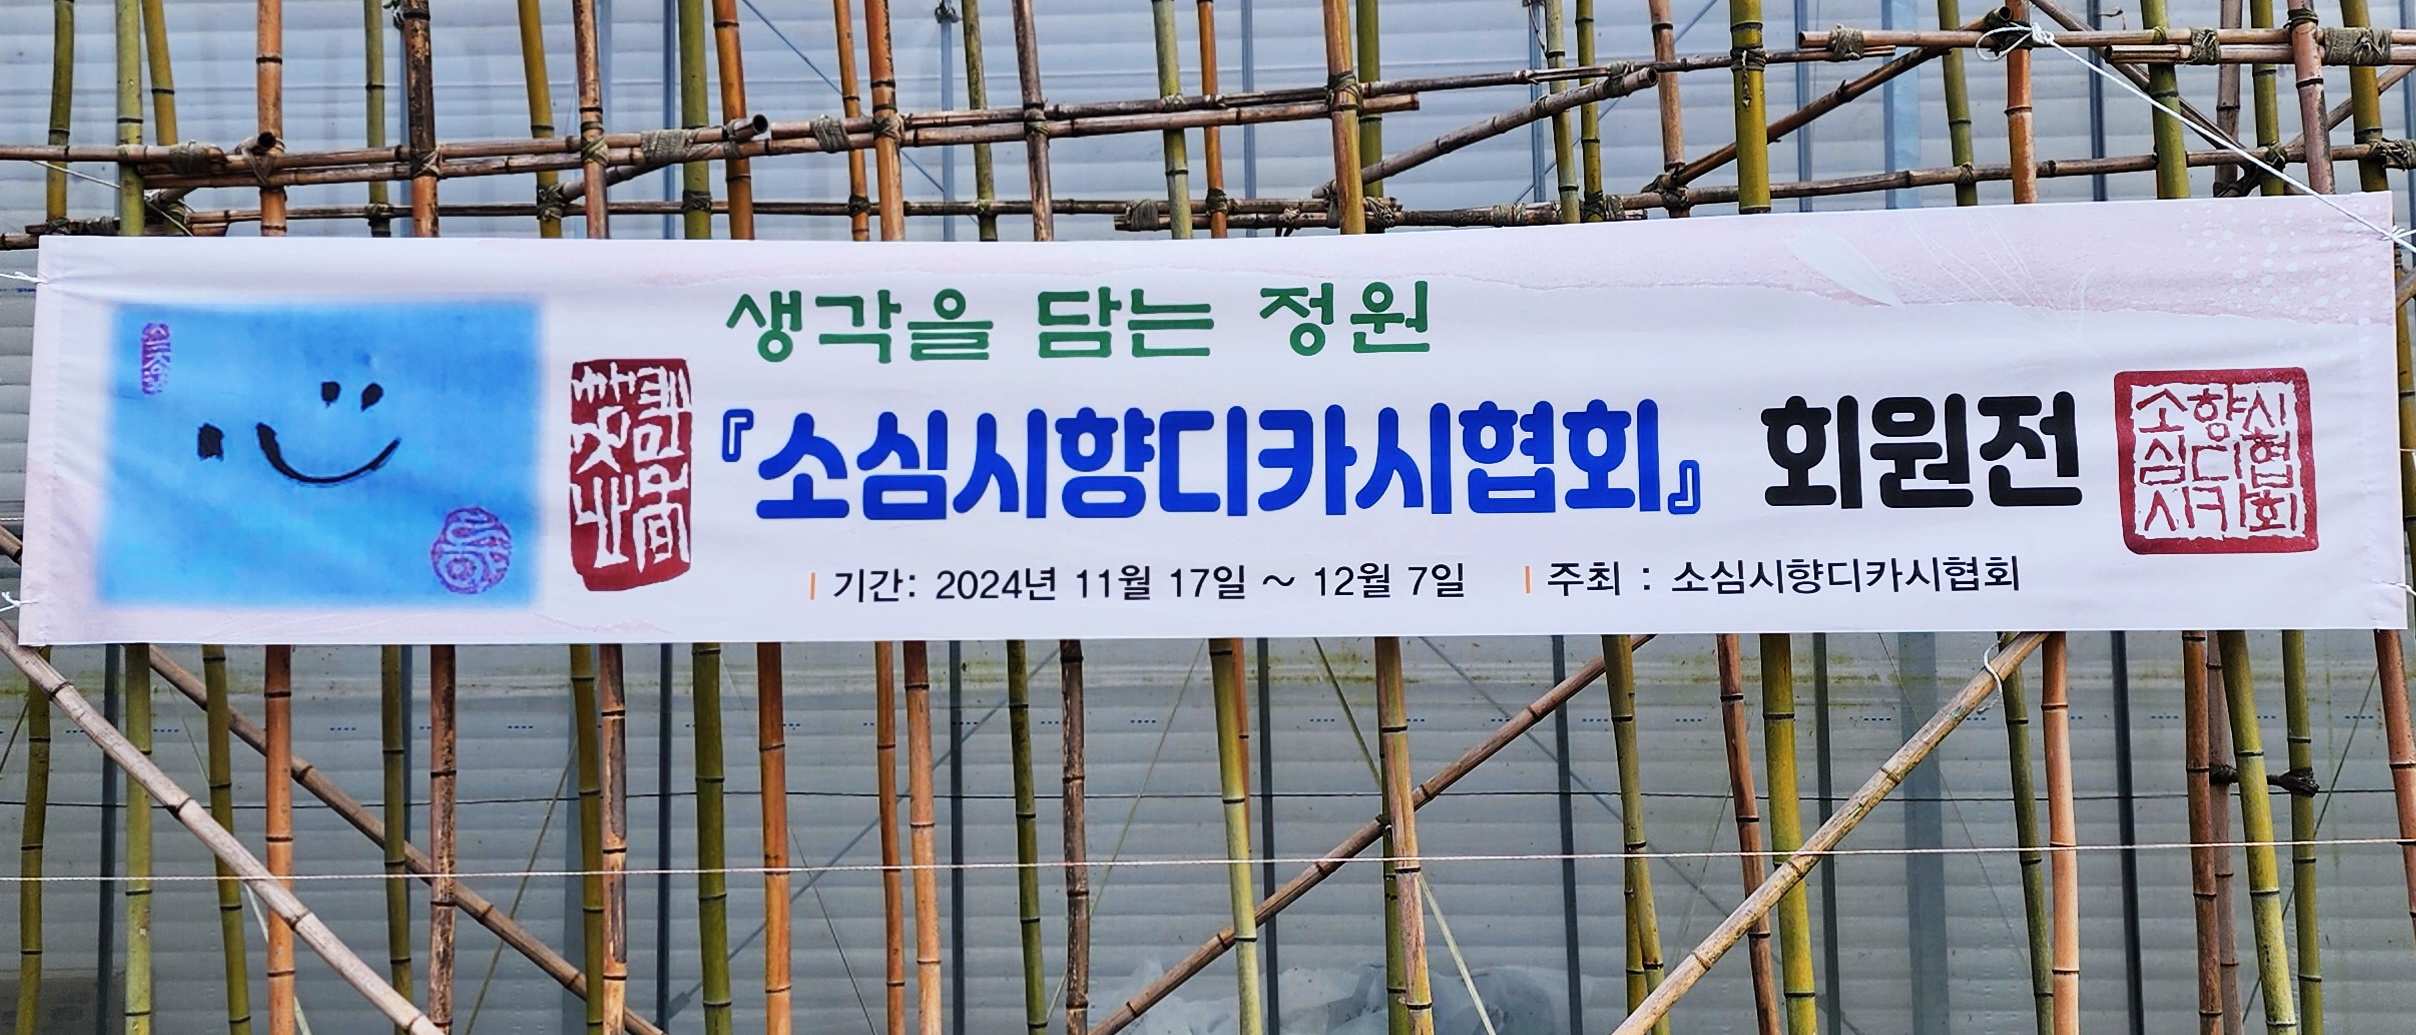 생각을 담는 정원
『소심시향디카시협회』 회원전
기간: 2024년 11월 17일 ~ 12월 7일
주최 : 소심시향디카시협회
소향시
심디협
시카회